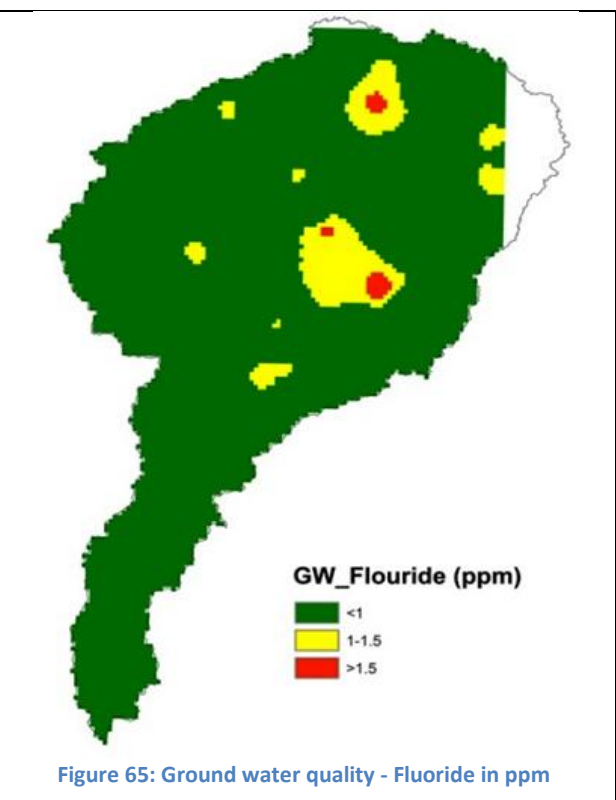 GW_Flouride (ppm)
<1
1-1.5
>1.5
Figure 65: Ground water quality - Fluoride in ppm